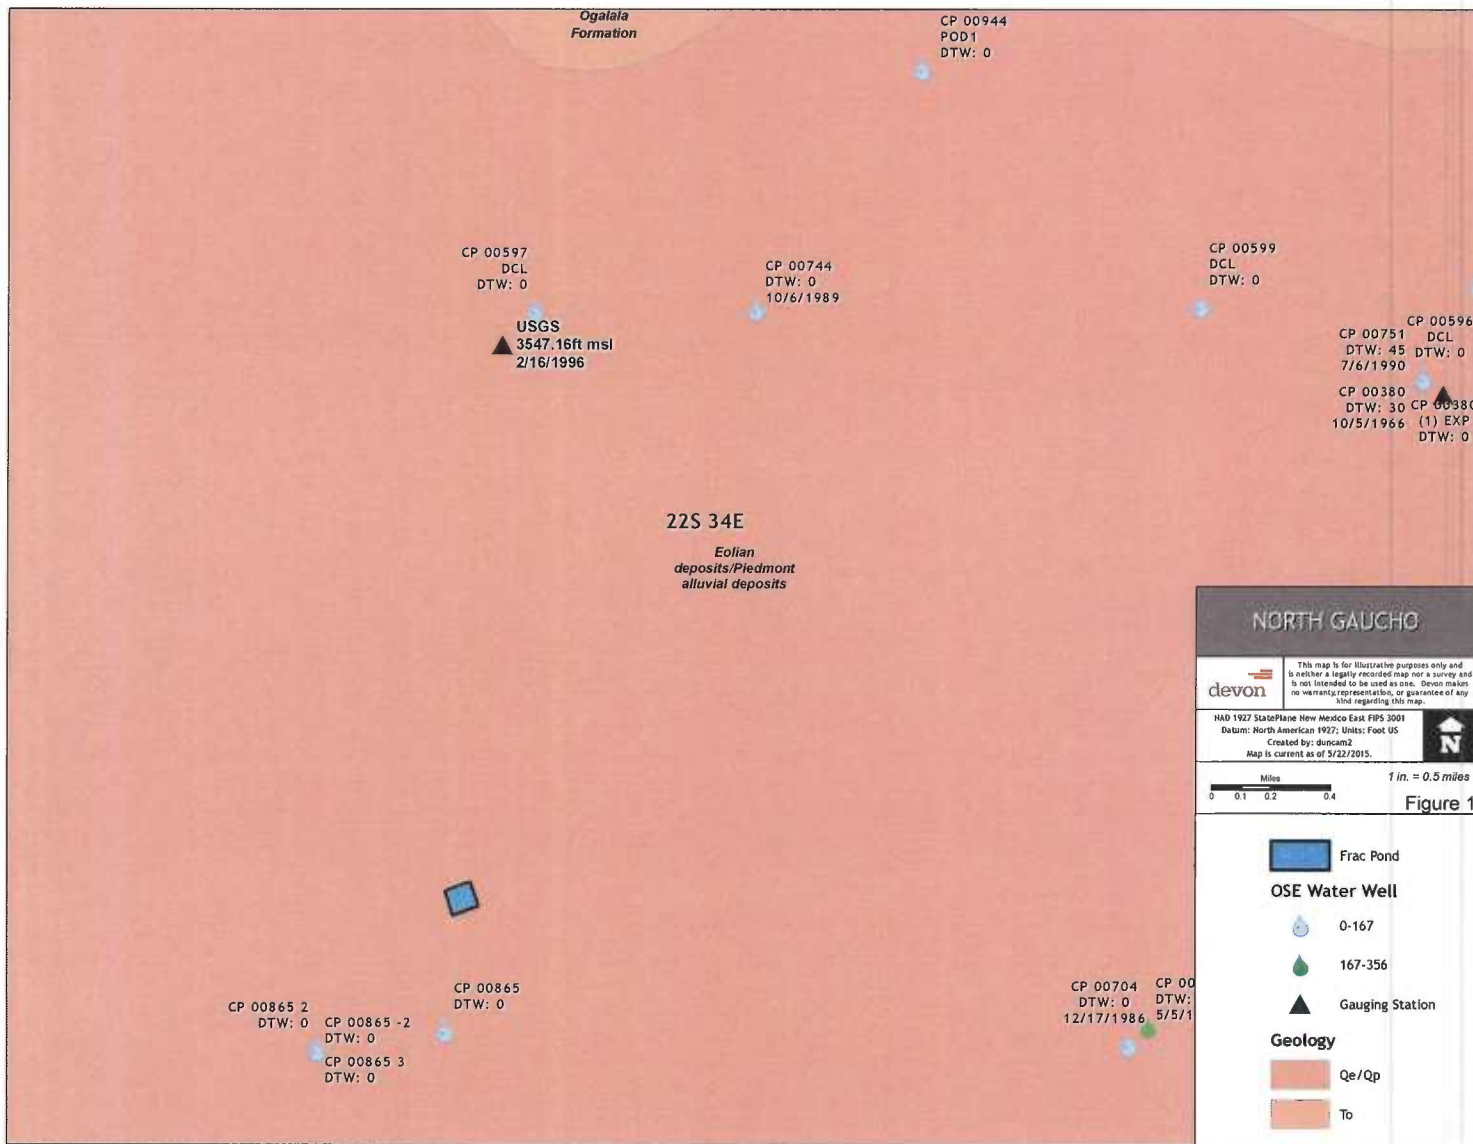 Ogalala
Formation
CP 00944
POD1
DTW: 0
CP 00597
DCL
DTW: 0
CP 00744
DTW: 0
10/6/1989
CP 00599
DCL
DTW: 0
USGS
3547.16ft msl
2/16/1996
CP 00751
DTW: 45
7/6/1990
CP 00596
DCL
DTW: 0
CP 00380
DTW: 30
10/5/1966
CP 00380
(1) EXP
DTW: 0
22S 34E
Eolian
deposits/Piedmont
alluvial deposits
NORTH GAUCHO
devon
This map is for illustrative purposes only and
is neither a legally recorded map nor a survey and
is not intended to be used as one. Devon makes
no warranty, representation, or guarantee of any
kind regarding this map.
NAD 1927 StatePlane New Mexico East FIPS 3001
Datum: North American 1927; Units: Foot US
Created by: duncam2
Map is current as of 5/22/2015.
N
Miles
0 0.1 0.2 0.4
1 in. = 0.5 miles
Figure 1
Frac Pond
OSE Water Well
0-167
167-356
Gauging Station
Geology
Qe/Qp
To
CP 00865
DTW: 0
CP 00865 2
DTW: 0
CP 00865 -2
DTW: 0
CP 00865 3
DTW: 0
CP 00704
DTW: 0
12/17/1986
CP 00
DTW:
5/5/1